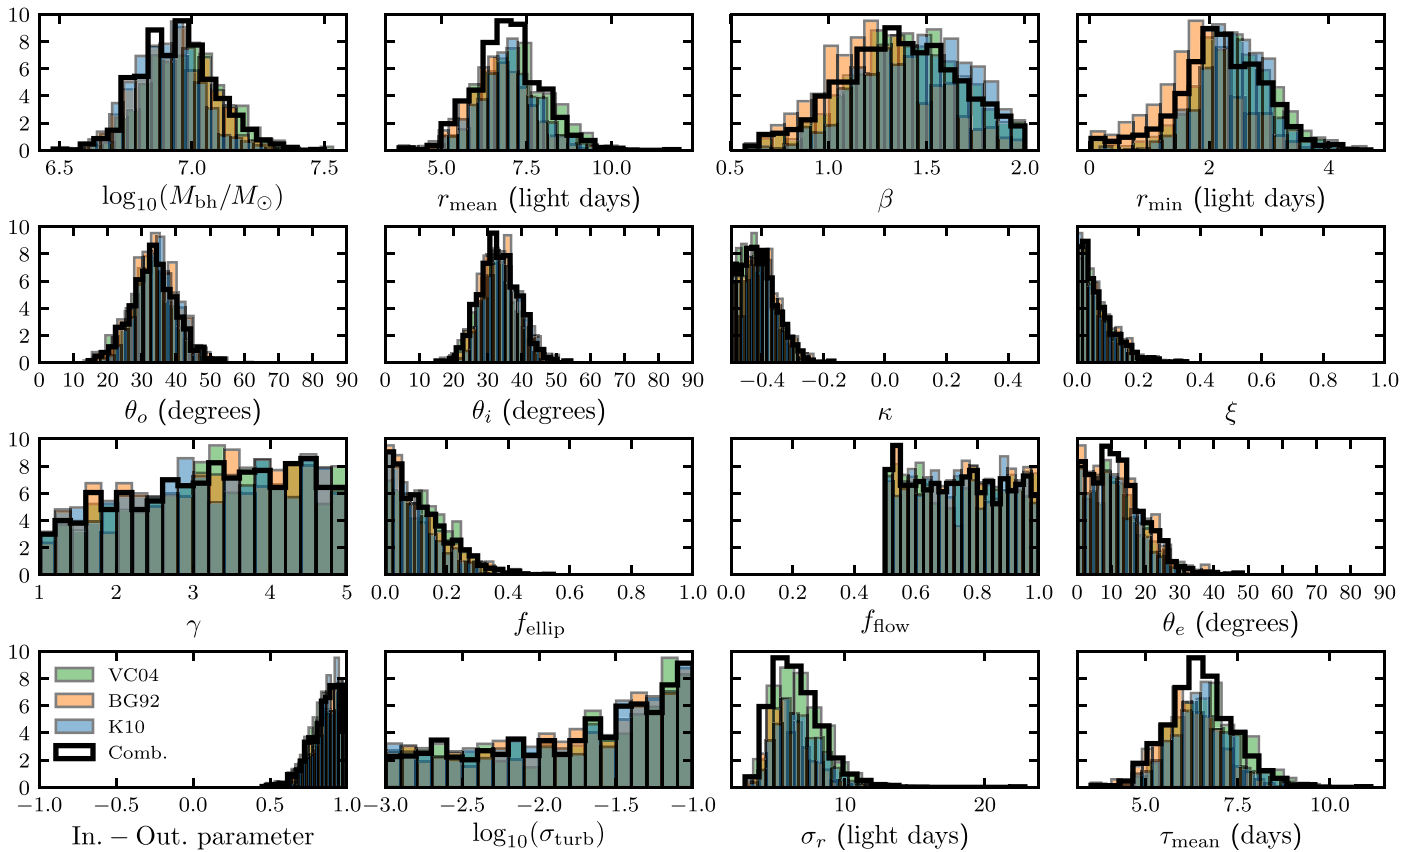 10
8
6
4
2
0
6.5 7.0 7.5
log10(Mbh/M⊙)
5.0 7.5 10.0
rmean (light days)
0.5 1.0 1.5 2.0
β
0 2 4
rmin (light days)
10
8
6
4
2
0
0 10 20 30 40 50 60 70 80 90
θo (degrees)
0 10 20 30 40 50 60 70 80 90
θi (degrees)
−0.4 −0.2 0.0 0.2 0.4
κ
0.0 0.2 0.4 0.6 0.8 1.0
ξ
10
8
6
4
2
0
1 2 3 4 5
γ
0.0 0.2 0.4 0.6 0.8 1.0
fellip
0.0 0.2 0.4 0.6 0.8 1.0
fflow
0 10 20 30 40 50 60 70 80 90
θe (degrees)
10
8
6
4
2
0
VC04
BG92
K10
Comb.
−1.0 −0.5 0.0 0.5 1.0
In. − Out. parameter
−3.0 −2.5 −2.0 −1.5 −1.0
log10(σturb)
10 20
σr (light days)
5.0 7.5 10.0
τmean (days)